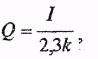 Q = I / 2,3k ,